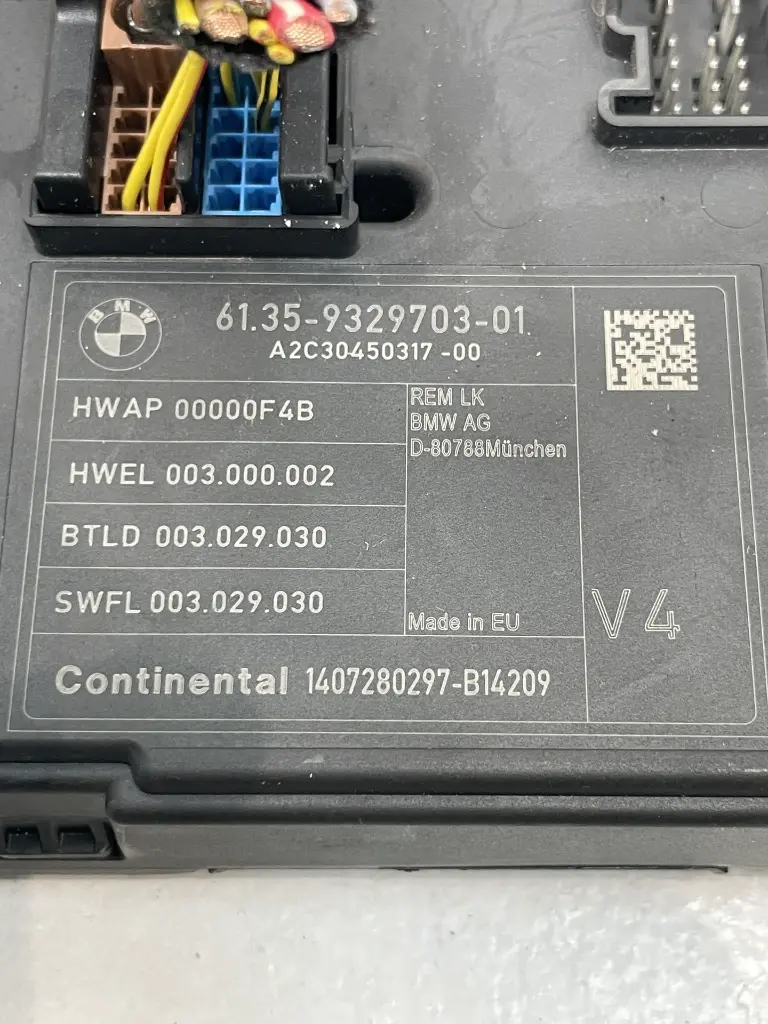 BMW
61.35-9329703-01
A2C30450317-00
HWAP 00000F4B
REM LK
BMW AG
D-80788München
HWEL 003.000.002
BTLD 003.029.030
SWFL 003.029.030
Made in EU
V4
Continental 1407280297-B14209